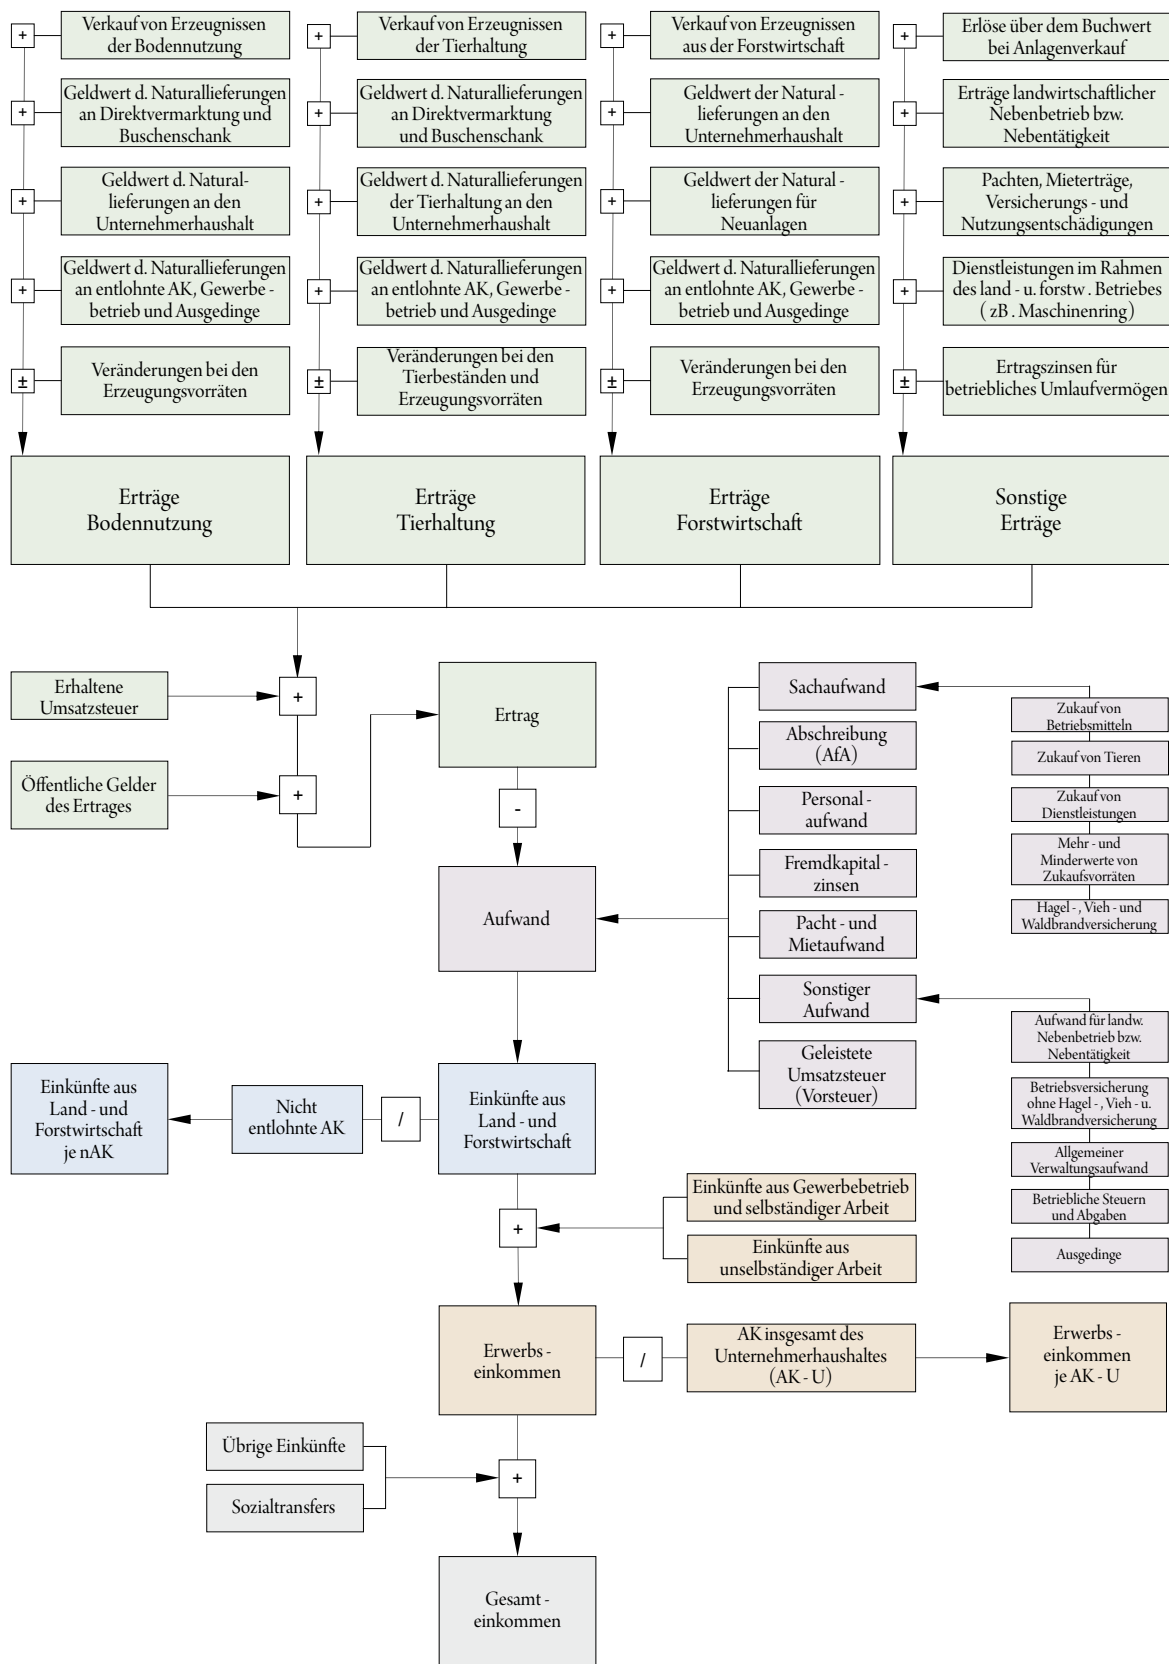 +
Verkauf von Erzeugnissen
der Bodennutzung
+
Geldwert d. Naturallieferungen
an Direktvermarktung und
Buschenschank
+
Geldwert d. Natural-
lieferungen an den
Unternehmerhaushalt
+
Geldwert d. Naturallieferungen
an entlohnte AK, Gewerbe -
betrieb und Ausgedinge
±
Veränderungen bei den
Erzeugungsvorräten
Erträge
Bodennutzung
+
Verkauf von Erzeugnissen
der Tierhaltung
+
Geldwert d. Naturallieferungen
an Direktvermarktung
und Buschenschank
+
Geldwert d. Naturallieferungen
der Tierhaltung an den
Unternehmerhaushalt
+
Geldwert d. Naturallieferungen
an entlohnte AK, Gewerbe -
betrieb und Ausgedinge
±
Veränderungen bei den
Tierbeständen und
Erzeugungsvorräten
Erträge
Tierhaltung
+
Verkauf von Erzeugnissen
aus der Forstwirtschaft
+
Geldwert der Natural -
lieferungen an den
Unternehmerhaushalt
+
Geldwert der Natural -
lieferungen für
Neuanlagen
+
Geldwert d. Naturallieferungen
an entlohnte AK, Gewerbe -
betrieb und Ausgedinge
±
Veränderungen bei den
Erzeugungsvorräten
Erträge
Forstwirtschaft
+
Erlöse über dem Buchwert
bei Anlagenverkauf
+
Erträge landwirtschaftlicher
Nebenbetrieb bzw.
Nebentätigkeit
+
Pachten, Mieterträge,
Versicherungs - und
Nutzungsentschädigungen
+
Dienstleistungen im Rahmen
des land - u. forstw . Betriebes
( zB . Maschinenring)
±
Ertragszinsen für
betriebliches Umlaufvermögen
Sonstige
Erträge
Erhaltene
Umsatzsteuer
+
Öffentliche Gelder
des Ertrages
+
Ertrag
-
Aufwand
Sachaufwand
Abschreibung
(AfA)
Personal -
aufwand
Fremdkapital -
zinsen
Pacht - und
Mietaufwand
Sonstiger
Aufwand
Geleistete
Umsatzsteuer
(Vorsteuer)
Zukauf von
Betriebsmitteln
Zukauf von Tieren
Zukauf von
Dienstleistungen
Mehr - und
Minderwerte von
Zukaufsvorräten
Hagel - , Vieh - und
Waldbrandversicherung
Aufwand für landw.
Nebenbetrieb bzw.
Nebentätigkeit
Betriebsversicherung
ohne Hagel - , Vieh - u.
Waldbrandversicherung
Allgemeiner
Verwaltungsaufwand
Betriebliche Steuern
und Abgaben
Ausgedinge
Einkünfte aus
Land - und
Forstwirtschaft
je nAK
Nicht
entlohnte AK
/
Einkünfte aus
Land - und
Forstwirtschaft
+
Einkünfte aus Gewerbebetrieb
und selbständiger Arbeit
Einkünfte aus
unselbständiger Arbeit
Erwerbs -
einkommen
/
AK insgesamt des
Unternehmerhaushaltes
(AK - U)
Erwerbs -
einkommen
je AK - U
Übrige Einkünfte
Sozialtransfers
+
Gesamt -
einkommen